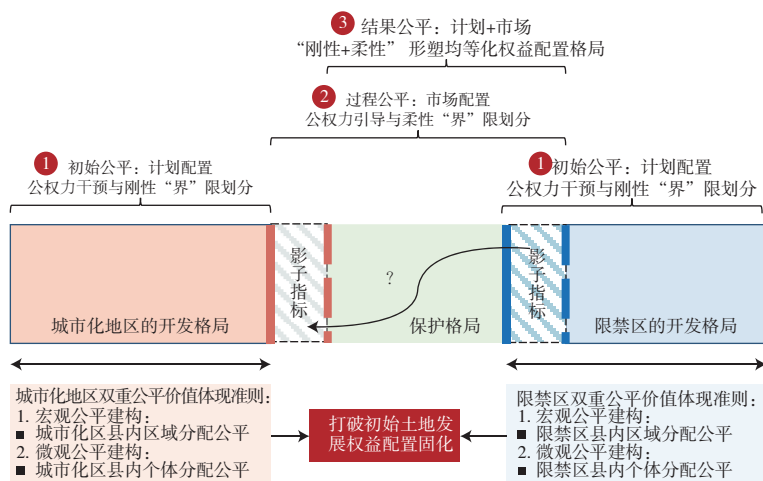 3 结果公平：计划+市场
“刚性+柔性” 形塑均等化权益配置格局
2 过程公平：市场配置
公权力引导与柔性“界”限划分
1 初始公平：计划配置
公权力干预与刚性“界”限划分
1 初始公平：计划配置
公权力干预与刚性“界”限划分
影子指标
?
影子指标
城市化地区的开发格局
保护格局
限禁区的开发格局
城市化地区双重公平价值体现准则：
1. 宏观公平建构：
■ 城市化区县内区域分配公平
2. 微观公平建构：
■ 城市化区县内个体分配公平
打破初始土地发
展权益配置固化
限禁区双重公平价值体现准则：
1. 宏观公平建构：
■ 限禁区县内区域分配公平
2. 微观公平建构：
■ 限禁区县内个体分配公平